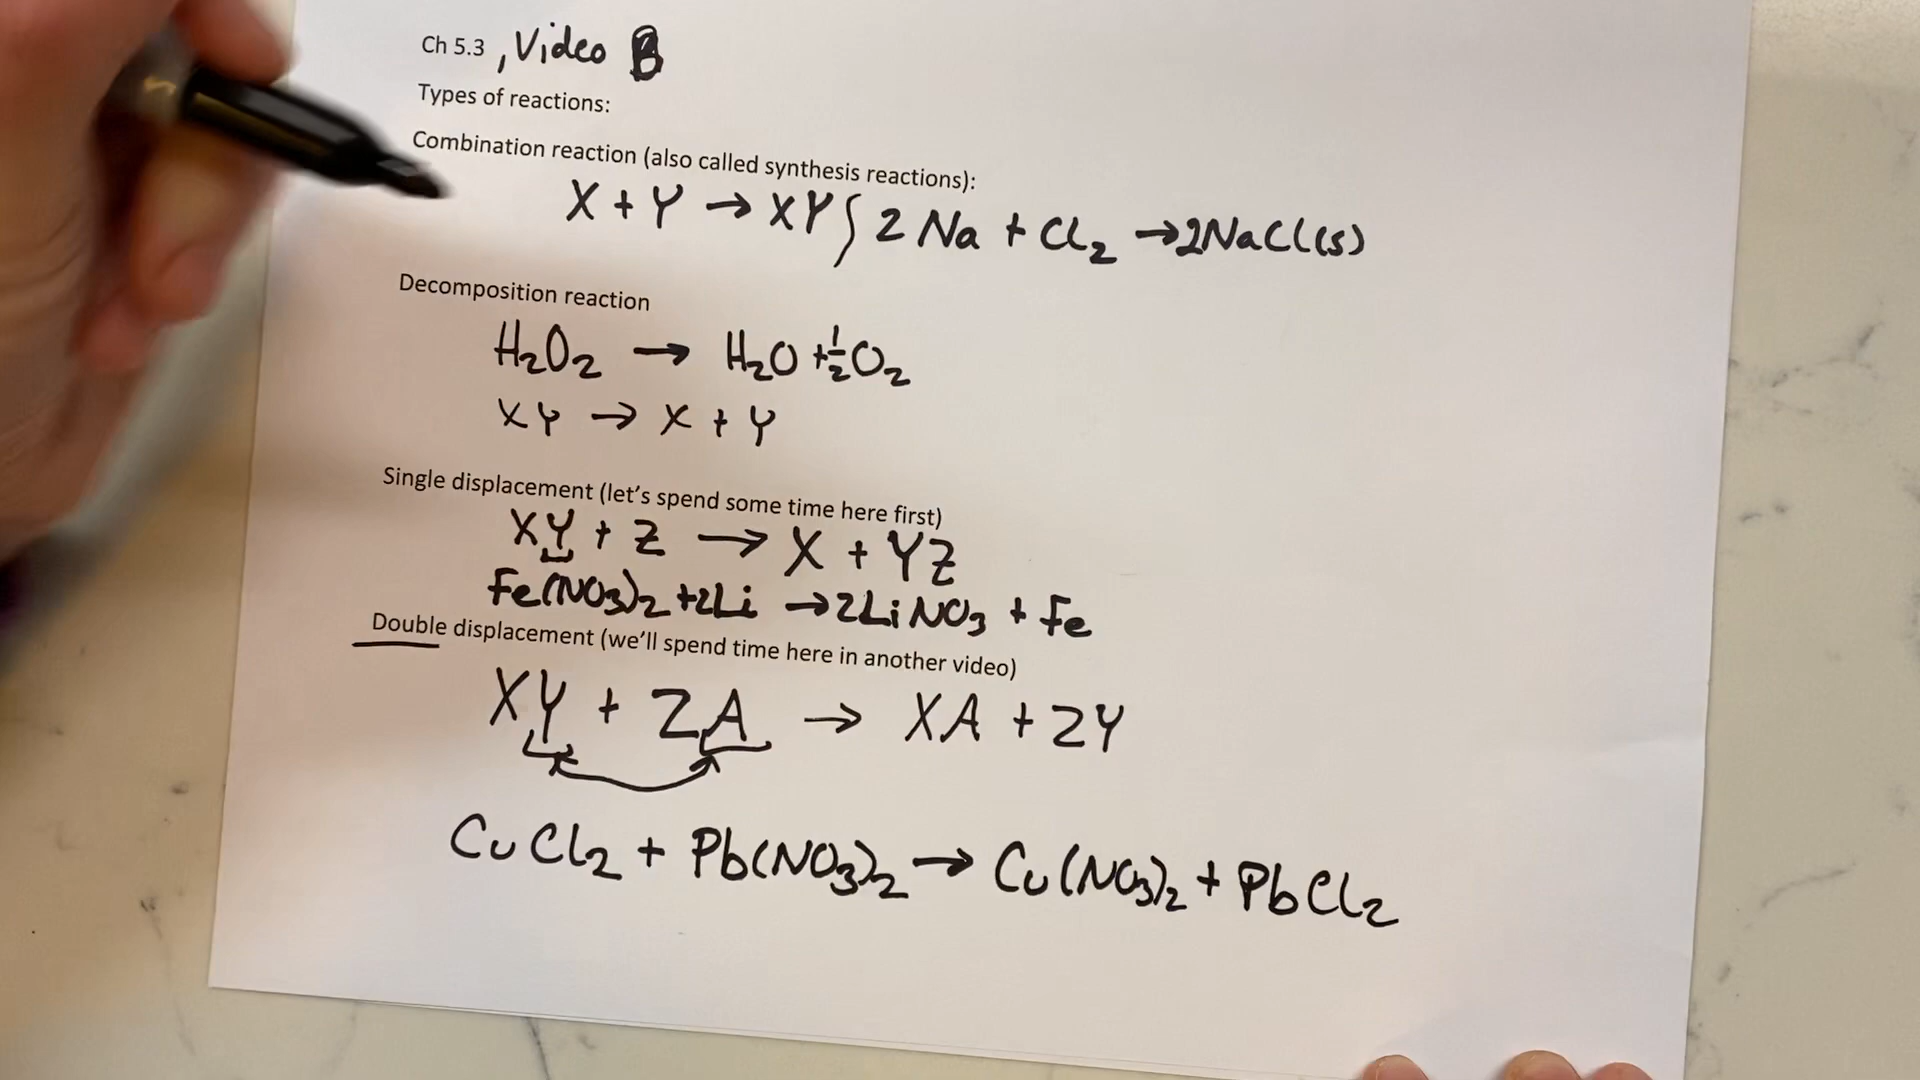 Ch 5.3 , Video B
Types of reactions:
Combination reaction (also called synthesis reactions):
X + Y → XY ∫ 2 Na + Cl₂ → 2NaCl(s)
Decomposition reaction
H₂O₂ → H₂O + ½O₂
XY → X + Y
Single displacement (let's spend some time here first)
XY + Z → X + YZ
Fe(NO₃)₂ + 2Li → 2LiNO₃ + Fe
Double displacement (we'll spend time here in another video)
XY + ZA → XA + ZY
CuCl₂ + Pb(NO₃)₂ → Cu(NO₃)₂ + PbCl₂